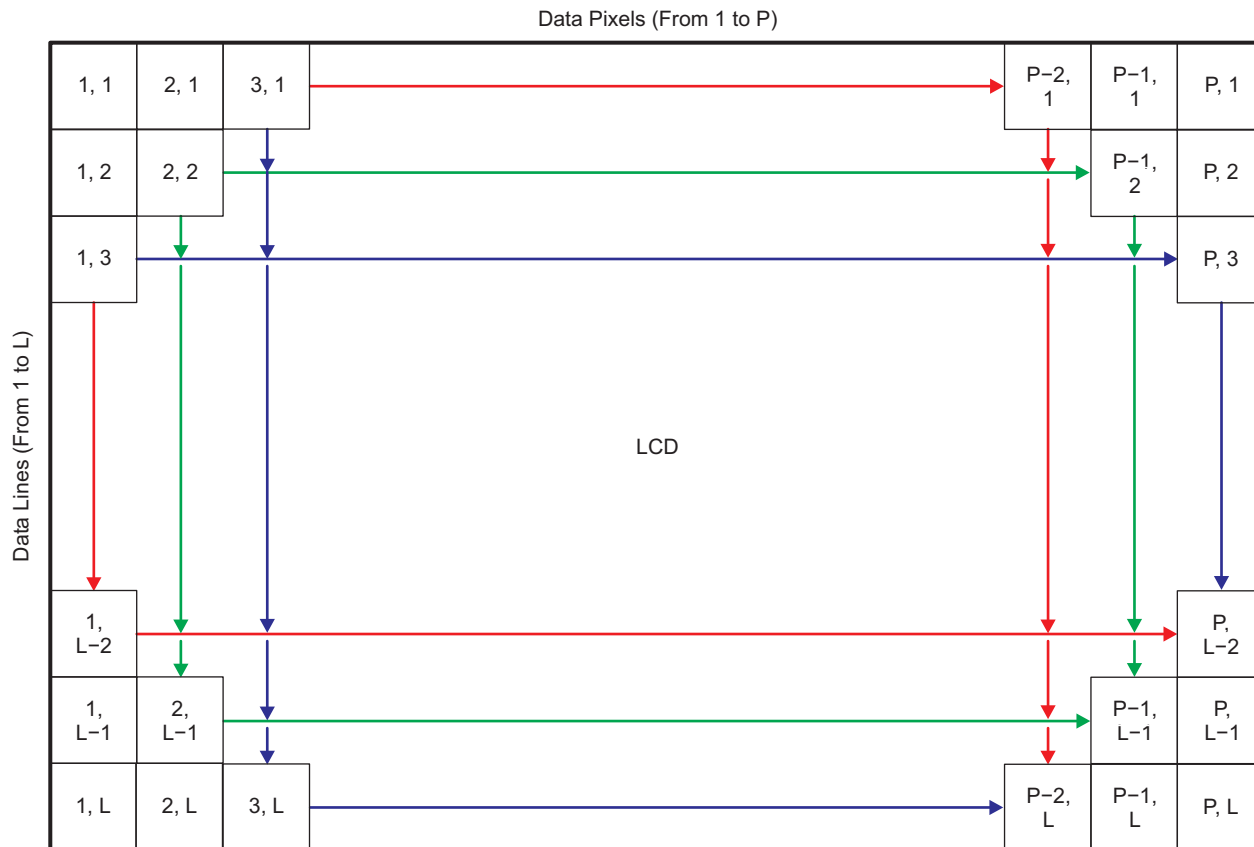 Data Pixels (From 1 to P)
1, 1
2, 1
3, 1
P−2,
1
P−1,
1
P, 1
1, 2
2, 2
P−1,
2
P, 2
1, 3
P, 3
Data Lines (From 1 to L)
LCD
1,
L−2
P,
L−2
1,
L−1
2,
L−1
P−1,
L−1
P,
L−1
1, L
2, L
3, L
P−2,
L
P−1,
L
P, L